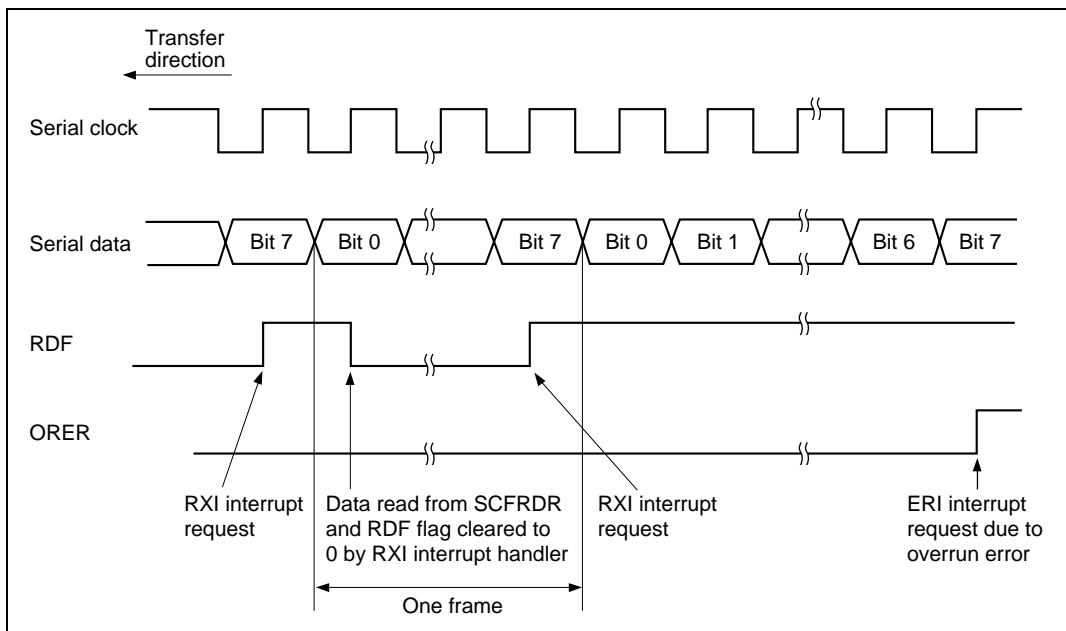 Transfer
direction
Serial clock
Serial data
Bit 7
Bit 0
Bit 7
Bit 0
Bit 1
Bit 6
Bit 7
RDF
ORER
RXI interrupt
request
Data read from SCFRDR
and RDF flag cleared to
0 by RXI interrupt handler
RXI interrupt
request
ERI interrupt
request due to
overrun error
One frame